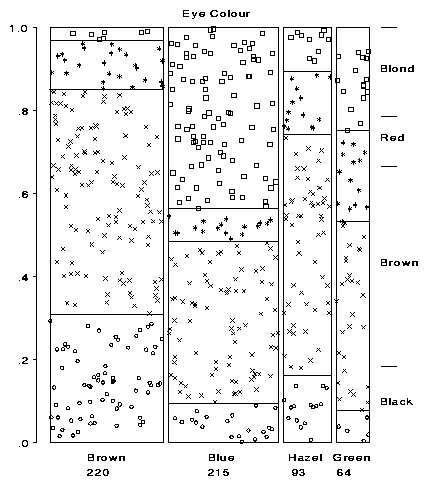 Eye Colour
1.0
.8
.6
.4
.2
.0
Blond
Red
Brown
Black
Brown Blue Hazel Green
220 215 93 64